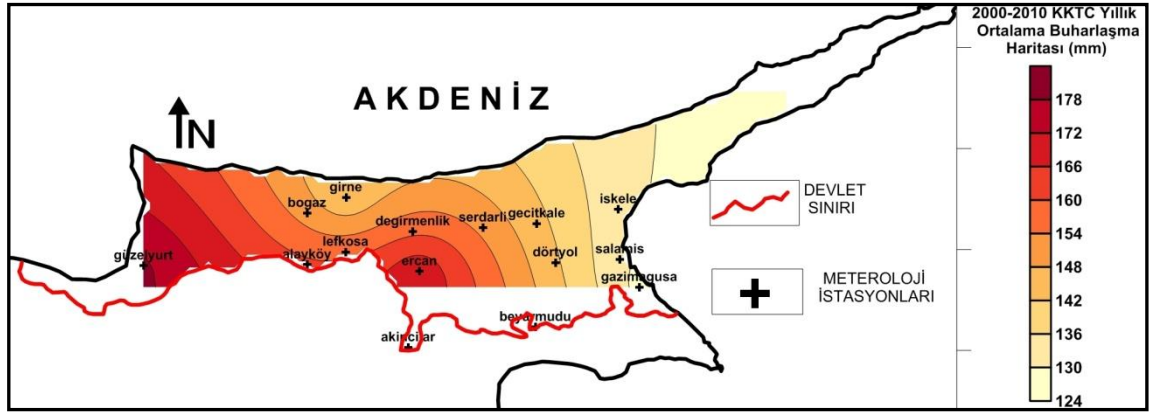 2000-2010 KKTC Yıllık
Ortalama Buharlaşma
Haritası (mm)
AKDENİZ
N
178
172
166
160
154
148
142
136
130
124
girne
bogaz
degirmenlik
serdarli
gecitkale
iskele
lefkosa
alayköy
güzelyurt
ercan
dörtyol
salamis
gazimagusa
beyarmudu
akincilar
DEVLET
SINIRI
METEROLOJİ
İSTASYONLARI